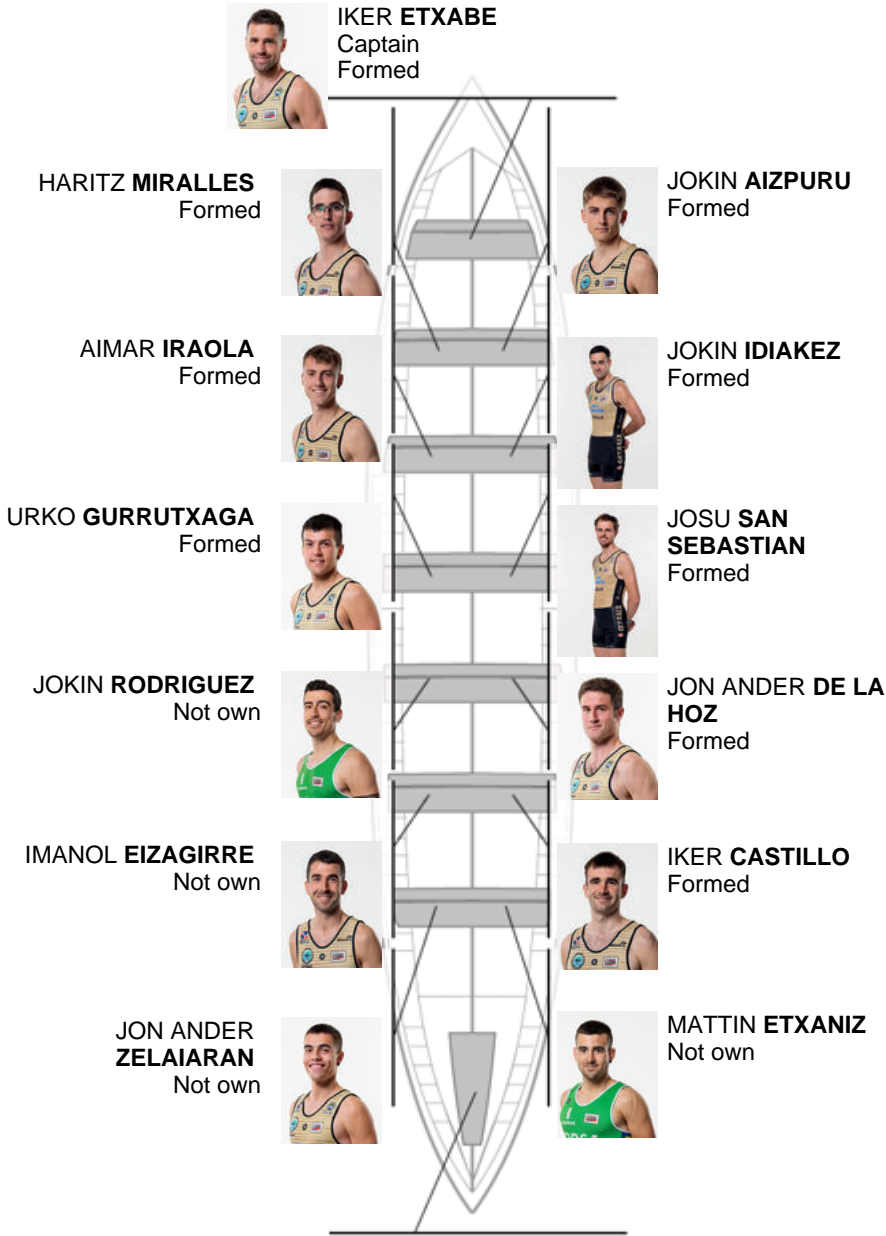 IKER ETXABE
Captain
Formed
HARITZ MIRALLES
Formed
JOKIN AIZPURU
Formed
AIMAR IRAOLA
Formed
JOKIN IDIAKEZ
Formed
URKO GURRUTXAGA
Formed
JOSU SAN
SEBASTIAN
Formed
JOKIN RODRIGUEZ
Not own
JON ANDER DE LA
HOZ
Formed
IMANOL EIZAGIRRE
Not own
IKER CASTILLO
Formed
JON ANDER
ZELAIARAN
Not own
MATTIN ETXANIZ
Not own